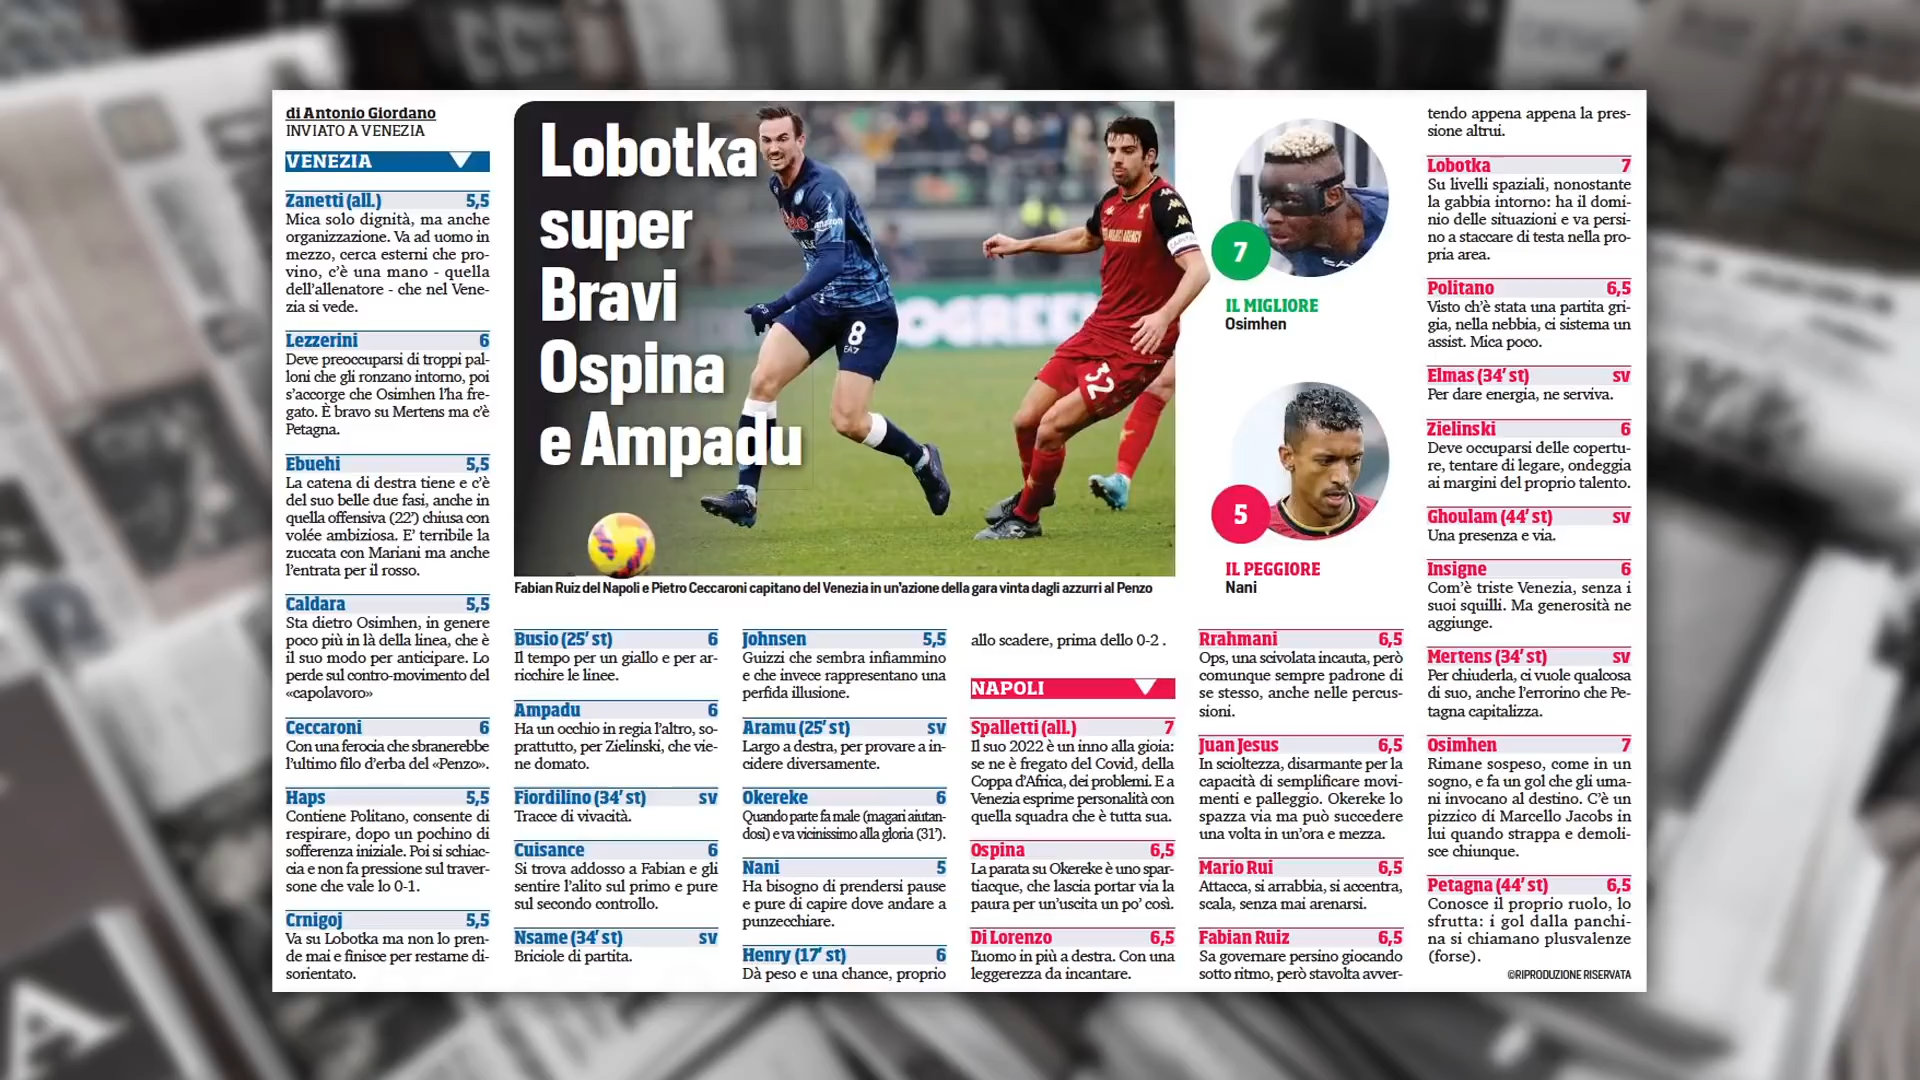 di Antonio Giordano
INVIATO A VENEZIA
VENEZIA
Zanetti (all.) 5,5
Mica solo dignità, ma anche
organizzazione. Va ad uomo in
mezzo, cerca esterni che pro-
vino, c'è una mano - quella
dell'allenatore - che nel Vene-
zia si vede.
Lezzerini 6
Deve preoccuparsi di troppi pal-
loni che gli ronzano intorno, poi
s'accorge che Osimhen l'ha fre-
gato. È bravo su Mertens ma c'è
Petagna.
Ebuehi 5,5
La catena di destra tiene e c'è
del suo belle due fasi, anche in
quella offensiva (22') chiusa con
volée ambiziosa. E' terribile la
zuccata con Mariani ma anche
l'entrata per il rosso.
Caldara 5,5
Sta dietro Osimhen, in genere
poco più in là della linea, che è
il suo modo per anticipare. Lo
perde sul contro-movimento del
«capolavoro»
Ceccaroni 6
Con una ferocia che sbranerebbe
l'ultimo filo d'erba del «Penzo».
Haps 5,5
Contiene Politano, consente di
respirare, dopo un pochino di
sofferenza iniziale. Poi si schiac-
cia e non fa pressione sul traver-
sone che vale lo 0-1.
Crnigoj 5,5
Va su Lobotka ma non lo pren-
de mai e finisce per restarne di-
sorientato.
Lobotka
super
Bravi
Ospina
e Ampadu
amazon
8
EA7
32
Fabian Ruiz del Napoli e Pietro Ceccaroni capitano del Venezia in un'azione della gara vinta dagli azzurri al Penzo
7
IL MIGLIORE
Osimhen
5
IL PEGGIORE
Nani
Busio (25' st) 6
Il tempo per un giallo e per ar-
ricchire le linee.
Ampadu 6
Ha un occhio in regia l'altro, so-
prattutto, per Zielinski, che vie-
ne domato.
Fiordilino (34' st) sv
Tracce di vivacità.
Cuisance 6
Si trova addosso a Fabian e gli
sentire l'alito sul primo e pure
sul secondo controllo.
Nsame (34' st) sv
Briciole di partita.
Johnsen 5,5
Guizzi che sembra infiammino
e che invece rappresentano una
perfida illusione.
Aramu (25' st) sv
Largo a destra, per provare a in-
cidere diversamente.
Okereke 6
Quando parte fa male (magari aiutan-
dosi) e va vicinissimo alla gloria (31').
Nani 5
Ha bisogno di prendersi pause
e pure di capire dove andare a
punzecchiare.
Henry (17' st) 6
Dà peso e una chance, proprio
allo scadere, prima dello 0-2 .
NAPOLI
Spalletti (all.) 7
Il suo 2022 è un inno alla gioia:
se ne è fregato del Covid, della
Coppa d'Africa, dei problemi. E a
Venezia esprime personalità con
quella squadra che è tutta sua.
Ospina 6,5
La parata su Okereke è uno spar-
tiacque, che lascia portar via la
paura per un'uscita un po' così.
Di Lorenzo 6,5
L'uomo in più a destra. Con una
leggerezza da incantare.
Rrahmani 6,5
Ops, una scivolata incauta, però
comunque sempre padrone di
se stesso, anche nelle percus-
sioni.
Juan Jesus 6,5
In scioltezza, disarmante per la
capacità di semplificare movi-
menti e palleggio. Okereke lo
spazza via ma può succedere
una volta in un'ora e mezza.
Mario Rui 6,5
Attacca, si arrabbia, si accentra,
scala, senza mai arenarsi.
Fabian Ruiz 6,5
Sa governare persino giocando
sotto ritmo, però stavolta avver-
tendo appena appena la pres-
sione altrui.
Lobotka 7
Su livelli spaziali, nonostante
la gabbia intorno: ha il domi-
nio delle situazioni e va persi-
no a staccare di testa nella pro-
pria area.
Politano 6,5
Visto ch'è stata una partita gri-
gia, nella nebbia, ci sistema un
assist. Mica poco.
Elmas (34' st) sv
Per dare energia, ne serviva.
Zielinski 6
Deve occuparsi delle copertu-
re, tentare di legare, ondeggia
ai margini del proprio talento.
Ghoulam (44' st) sv
Una presenza e via.
Insigne 6
Com'è triste Venezia, senza i
suoi squilli. Ma generosità ne
aggiunge.
Mertens (34' st) sv
Per chiuderla, ci vuole qualcosa
di suo, anche l'errorino che Pe-
tagna capitalizza.
Osimhen 7
Rimane sospeso, come in un
sogno, e fa un gol che gli uma-
ni invocano al destino. C'è un
pizzico di Marcello Jacobs in
lui quando strappa e demoli-
sce chiunque.
Petagna (44' st) 6,5
Conosce il proprio ruolo, lo
sfrutta: i gol dalla panchi-
na si chiamano plusvalenze
(forse).
©RIPRODUZIONE RISERVATA